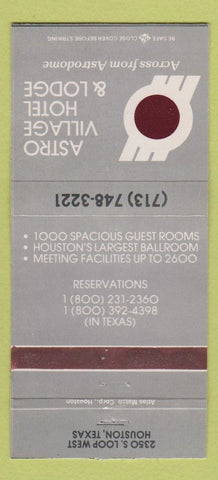 BE SAFE CLOSE COVER BEFORE STRIKING
Across from Astrodome
ASTRO
VILLAGE
HOTEL
& LODGE
(713) 748-3221
• 1000 SPACIOUS GUEST ROOMS
• HOUSTON'S LARGEST BALLROOM
• MEETING FACILITIES UP TO 2600
RESERVATIONS
1 (800) 231-2360
1 (800) 392-4398
(IN TEXAS)
Atlas Match Corp., Houston
2350 S. LOOP WEST
HOUSTON, TEXAS